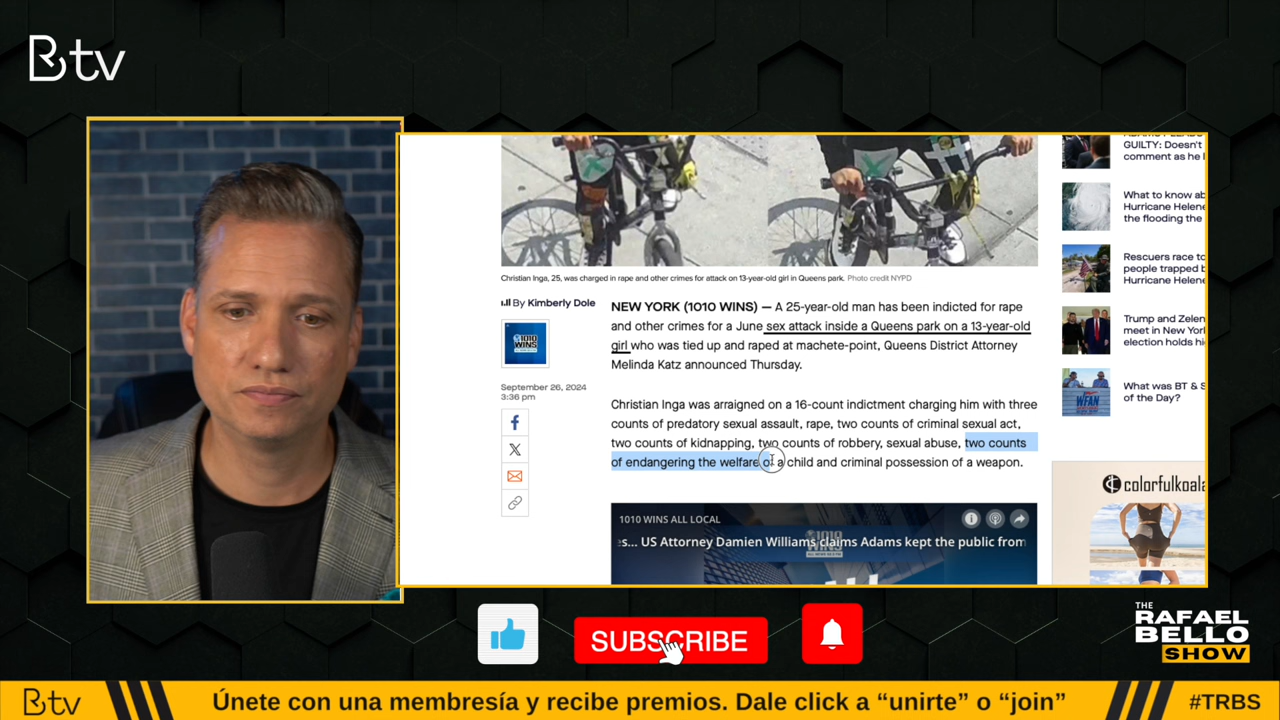 Btv
GUILTY: Doesn't
comment as he
What to know ab
Hurricane Helene
the flooding the
Rescuers race to
people trapped b
Hurricane Helene
Trump and Zelen
meet in New York
election holds
What was BT & S
of the Day?
Christian Inga, 25, was charged in rape and other crimes for attack on 13-year-old girl in Queens park. Photo credit NYPD
By Kimberly Dole
1010
WINS
September 26, 2024
3:36 pm
NEW YORK (1010 WINS) — A 25-year-old man has been indicted for rape
and other crimes for a June sex attack inside a Queens park on a 13-year-old
girl who was tied up and raped at machete-point, Queens District Attorney
Melinda Katz announced Thursday.
Christian Inga was arraigned on a 16-count indictment charging him with three
counts of predatory sexual assault, rape, two counts of criminal sexual act,
two counts of kidnapping, two counts of robbery, sexual abuse, two counts
of endangering the welfare of a child and criminal possession of a weapon.
1010 WINS ALL LOCAL
s... US Attorney Damien Williams claims Adams kept the public from
colorfulkoala
SUBSCRIBE
THE
RAFAEL
BELLO
SHOW
Btv
Únete con una membresía y recibe premios. Dale click a “unirte” o “join”
#TRBS